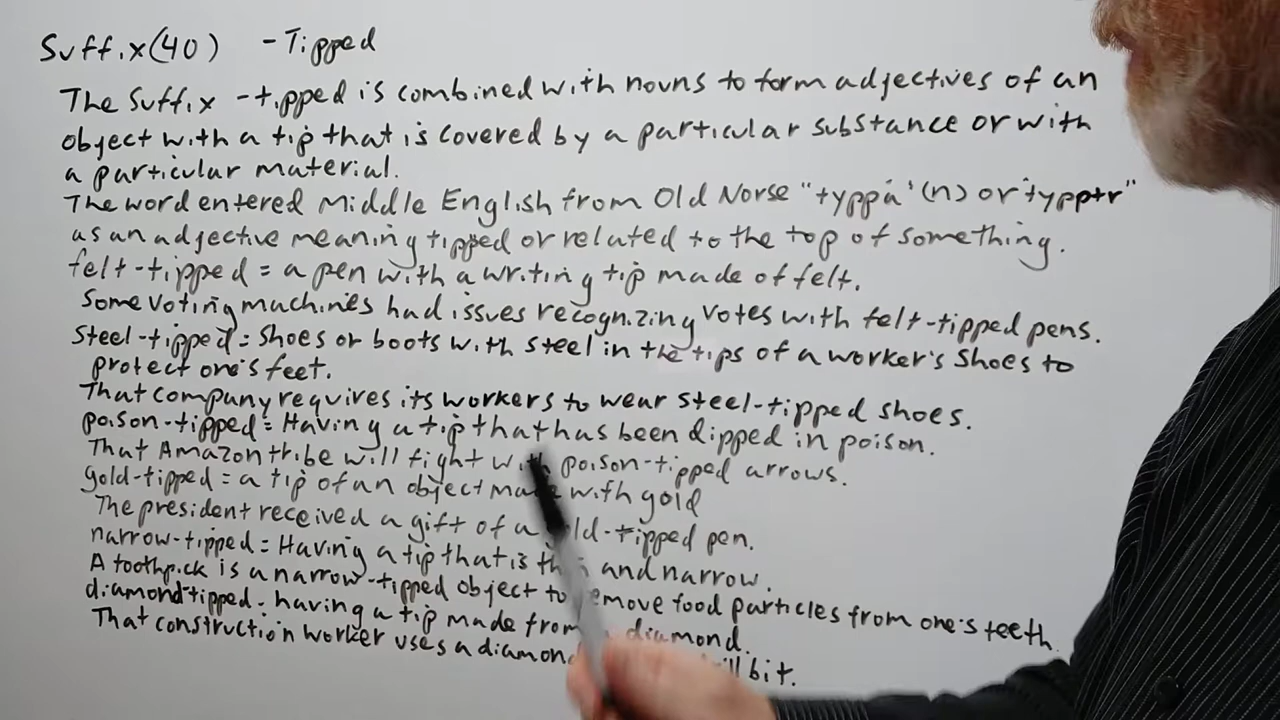 Suffix(40) -Tipped
The Suffix -tipped is combined with nouns to form adjectives of an
object with a tip that is covered by a particular substance or with
a particular material.
The word entered Middle English from Old Norse "typpa' (n) or 'typptr"
as an adjective meaning tipped or related to the top of something.
felt-tipped = a pen with a writing tip made of felt.
Some voting machines had issues recognizing votes with felt-tipped pens.
Steel-tipped = Shoes or boots with steel in the tips of a worker's shoes to
protect one's feet.
That company requires its workers to wear steel-tipped shoes.
poison-tipped = Having a tip that has been dipped in poison.
That Amazon tribe will fight with poison-tipped arrows.
gold-tipped = a tip of an object made with gold
The president received a gift of a gold-tipped pen.
narrow-tipped = Having a tip that is thin and narrow.
A toothpick is a narrow-tipped object to remove food particles from one's teeth.
diamond-tipped - having a tip made from diamond.
That construction worker uses a diamond bit.